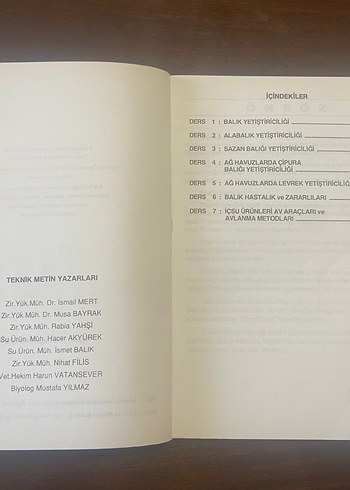 TEKNİK METİN YAZARLARI
Zir.Yük.Müh. Dr. İsmail MERT
Zir.Yük.Müh. Dr. Musa BAYRAK
Zir.Yük.Müh. Rabia YAHŞİ
Su Ürün. Müh. Hacer AKYÜREK
Su Ürün. Müh. İsmet BALIK
Zir.Yük.Müh. Nihat FİLİS
Vet.Hekim Harun VATANSEVER
Biyolog Mustafa YILMAZ
İÇİNDEKİLER
DERS 1 : BALIK YETİŞTİRİCİLİĞİ
DERS 2 : ALABALIK YETİŞTİRİCİLİĞİ
DERS 3 : SAZAN BALIĞI YETİŞTİRİCİLİĞİ
DERS 4 : AĞ HAVUZLARDA ÇİPURA
BALIĞI YETİŞTİRİCİLİĞİ
DERS 5 : AĞ HAVUZLARDA LEVREK YETİŞTİRİCİLİĞİ
DERS 6 : BALIK HASTALIK ve ZARARLILARI
DERS 7 : İÇSU ÜRÜNLERİ AV ARAÇLARI ve
AVLANMA METODLARI